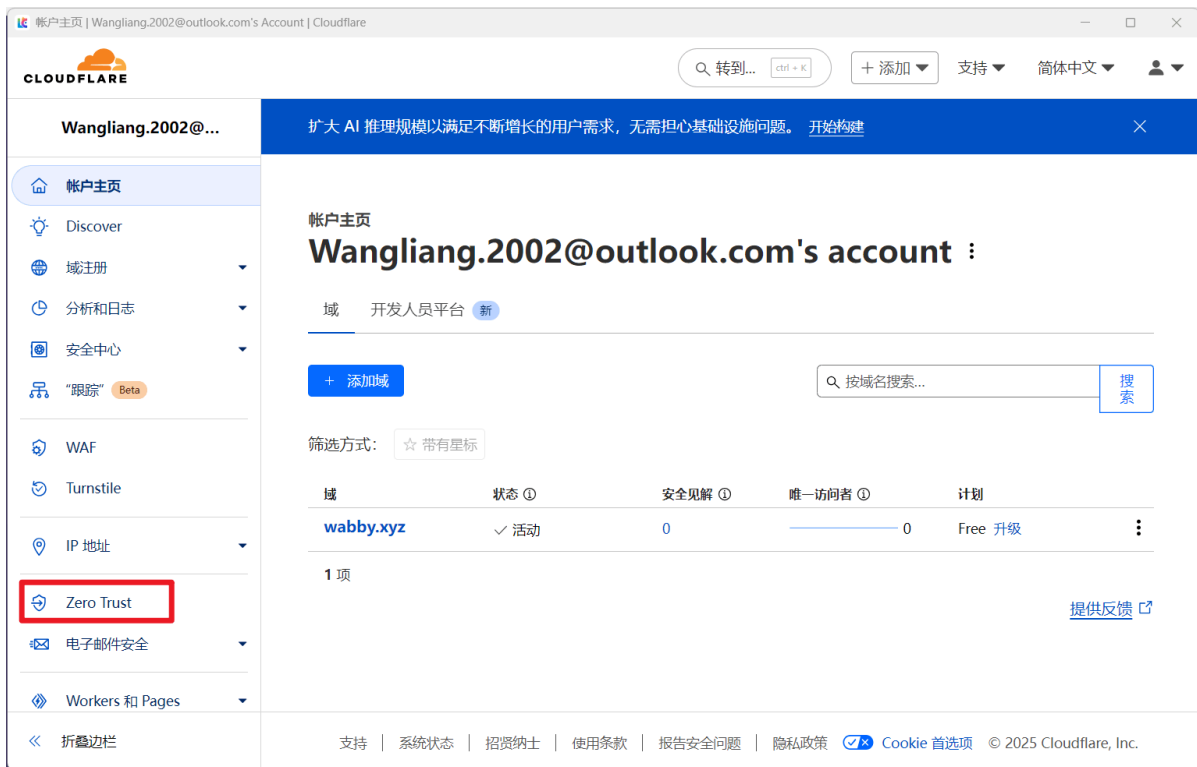 帐户主页 | Wangliang.2002@outlook.com's Account | Cloudflare
CLOUDFLARE
转到... ctrl + K
+ 添加
支持
简体中文
Wangliang.2002@...
扩大 AI 推理规模以满足不断增长的用户需求，无需担心基础设施问题。 开始构建
帐户主页
Discover
域注册
分析和日志
安全中心
“跟踪” Beta
WAF
Turnstile
IP 地址
Zero Trust
电子邮件安全
Workers 和 Pages
折叠边栏
帐户主页
Wangliang.2002@outlook.com's account
域 开发人员平台 新
+ 添加域
按域名搜索...
搜
索
筛选方式： 带有星标
域 状态 安全见解 唯一访问者 计划
wabby.xyz 活动 0 0 Free 升级
1 项
提供反馈
支持 | 系统状态 | 招贤纳士 | 使用条款 | 报告安全问题 | 隐私政策 Cookie 首选项 © 2025 Cloudflare, Inc.